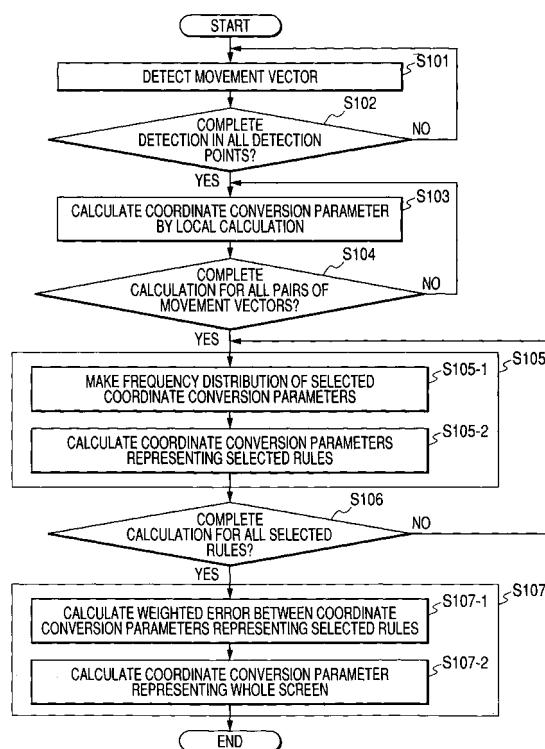 START
DETECT MOVEMENT VECTOR
S101
COMPLETE
DETECTION IN ALL DETECTION
POINTS?
S102
NO
YES
CALCULATE COORDINATE CONVERSION PARAMETER
BY LOCAL CALCULATION
S103
COMPLETE
CALCULATION FOR ALL PAIRS OF
MOVEMENT VECTORS?
S104
NO
YES
S105
MAKE FREQUENCY DISTRIBUTION OF SELECTED
COORDINATE CONVERSION PARAMETERS
S105-1
CALCULATE COORDINATE CONVERSION PARAMETERS
REPRESENTING SELECTED RULES
S105-2
COMPLETE
CALCULATION FOR ALL SELECTED
RULES?
S106
NO
YES
S107
CALCULATE WEIGHTED ERROR BETWEEN COORDINATE
CONVERSION PARAMETERS REPRESENTING SELECTED RULES
S107-1
CALCULATE COORDINATE CONVERSION PARAMETER
REPRESENTING WHOLE SCREEN
S107-2
END